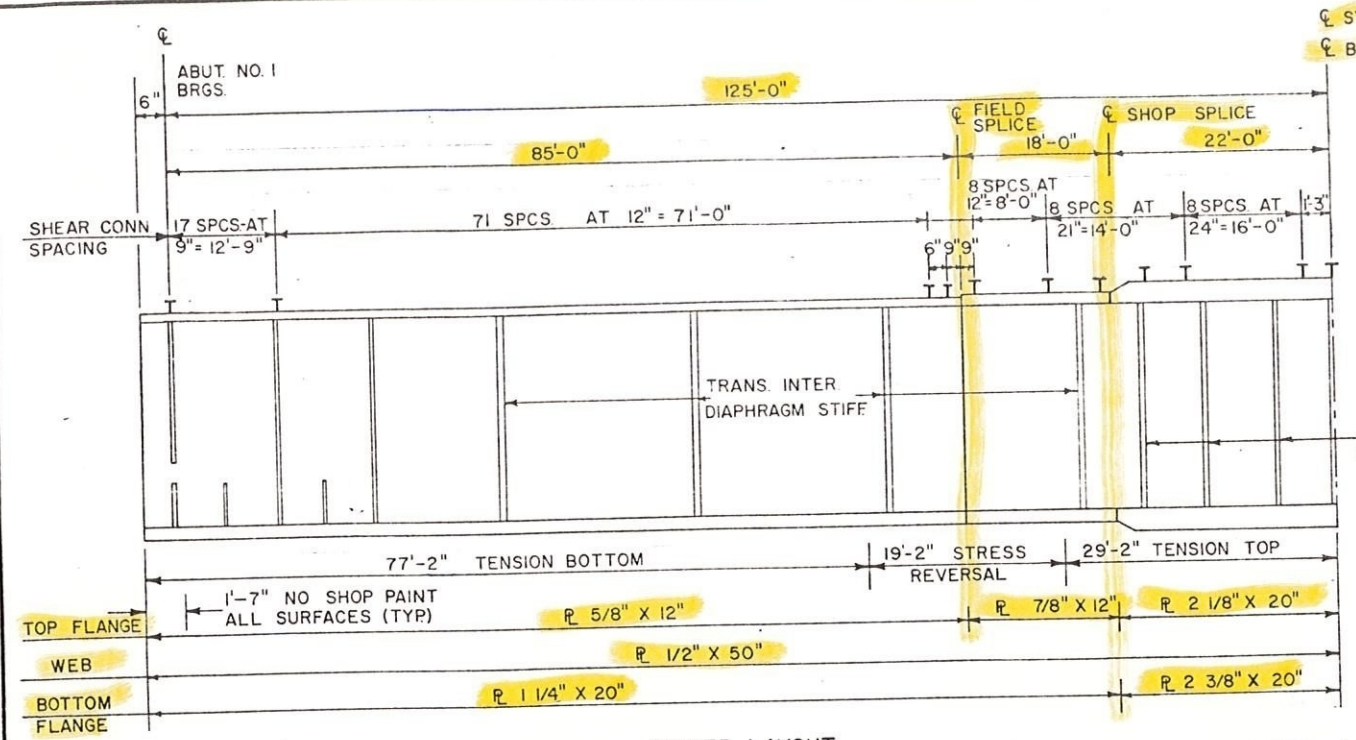 ℄
℄ S
℄ B
ABUT. NO. 1
BRGS.
6"
125'-0"
℄ FIELD
SPLICE
℄ SHOP SPLICE
85'-0"
18'-0"
22'-0"
SHEAR CONN
SPACING
17 SPCS-AT
9"= 12'-9"
71 SPCS. AT 12" = 71'-0"
8 SPCS AT
12"=8'-0"
8 SPCS AT
21"=14'-0"
8 SPCS. AT
24"=16'-0"
1'-3"
6" 9" 9"
TRANS. INTER
DIAPHRAGM STIFF.
77'-2" TENSION BOTTOM
19'-2" STRESS
REVERSAL
29'-2" TENSION TOP
1'-7" NO SHOP PAINT
ALL SURFACES (TYP.)
TOP FLANGE
℄ 5/8" X 12"
℄ 7/8" X 12"
℄ 2 1/8" X 20"
WEB
℄ 1/2" X 50"
BOTTOM
FLANGE
℄ 1 1/4" X 20"
℄ 2 3/8" X 20"